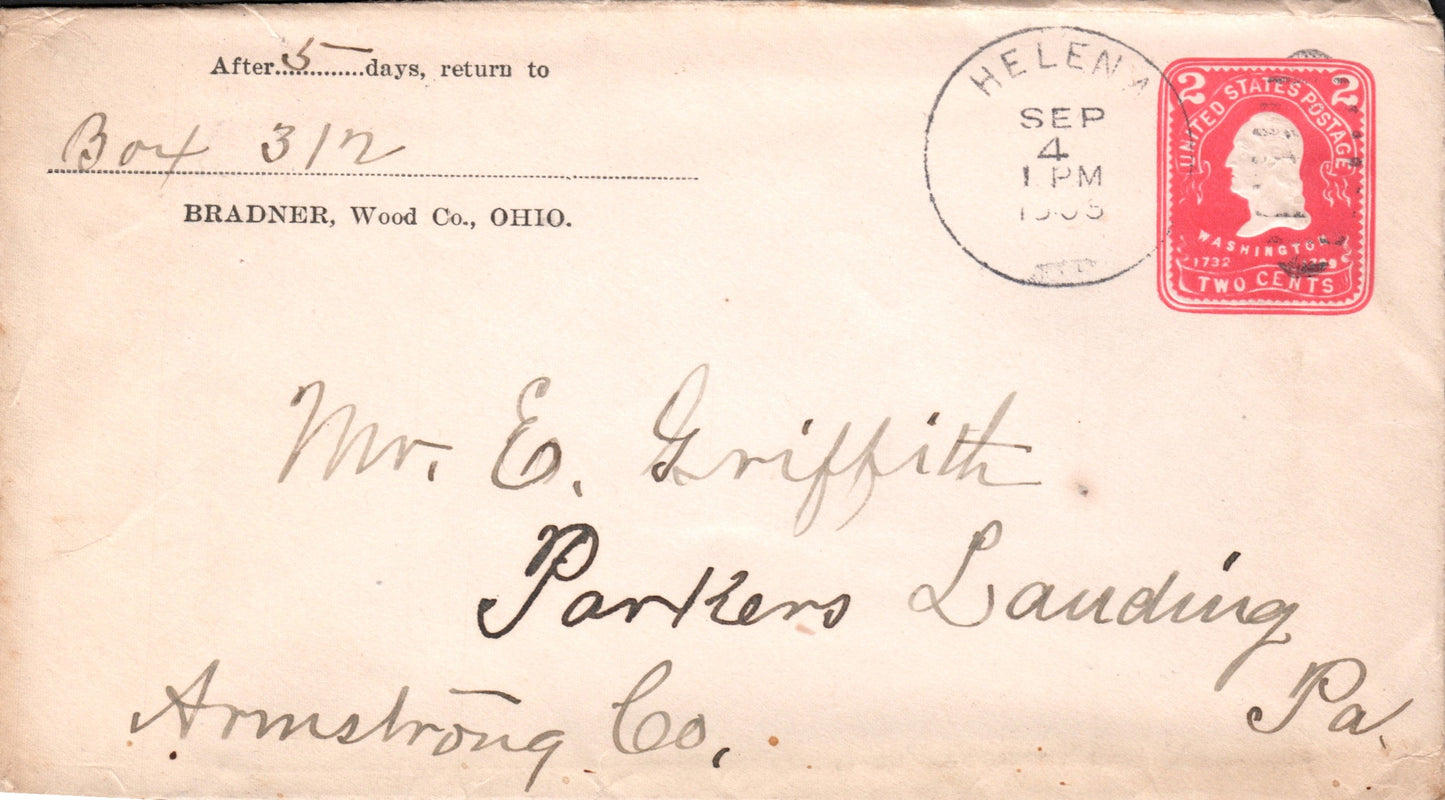 After 5 days, return to
Box 312
BRADNER, Wood Co., OHIO.
HELENA
SEP
4
1 PM
2 2
UNITED STATES POSTAGE
WASHINGTON
1732 1799
TWO CENTS
Mr. E. Griffith
Parkers Landing
Armstrong Co, Pa.